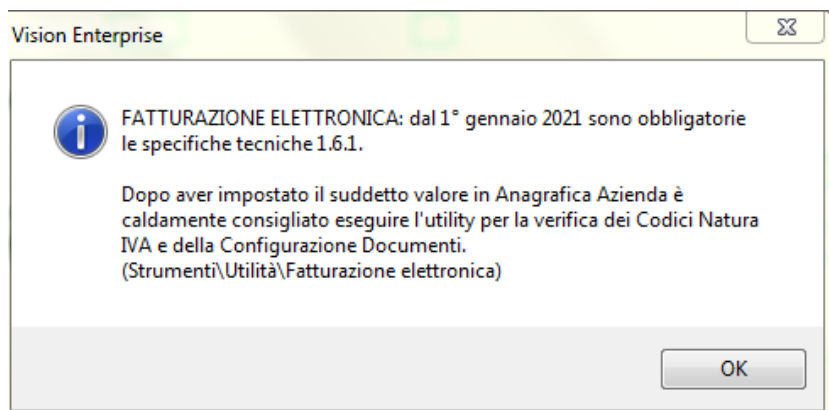 Vision Enterprise
FATTURAZIONE ELETTRONICA: dal 1° gennaio 2021 sono obbligatorie
le specifiche tecniche 1.6.1.
Dopo aver impostato il suddetto valore in Anagrafica Azienda è
caldamente consigliato eseguire l'utility per la verifica dei Codici Natura
IVA e della Configurazione Documenti.
(Strumenti\Utilità\Fatturazione elettronica)
OK